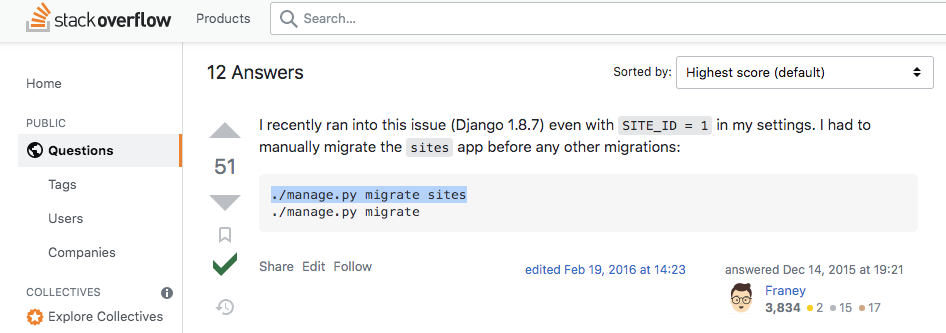 stack overflow Products Search...
12 Answers Sorted by: Highest score (default)
Home
PUBLIC
Questions
Tags
Users
Companies
COLLECTIVES
Explore Collectives
51
I recently ran into this issue (Django 1.8.7) even with SITE_ID = 1 in my settings. I had to
manually migrate the sites app before any other migrations:
./manage.py migrate sites
./manage.py migrate
Share Edit Follow
edited Feb 19, 2016 at 14:23
answered Dec 14, 2015 at 19:21
Franey
3,834 2 15 17